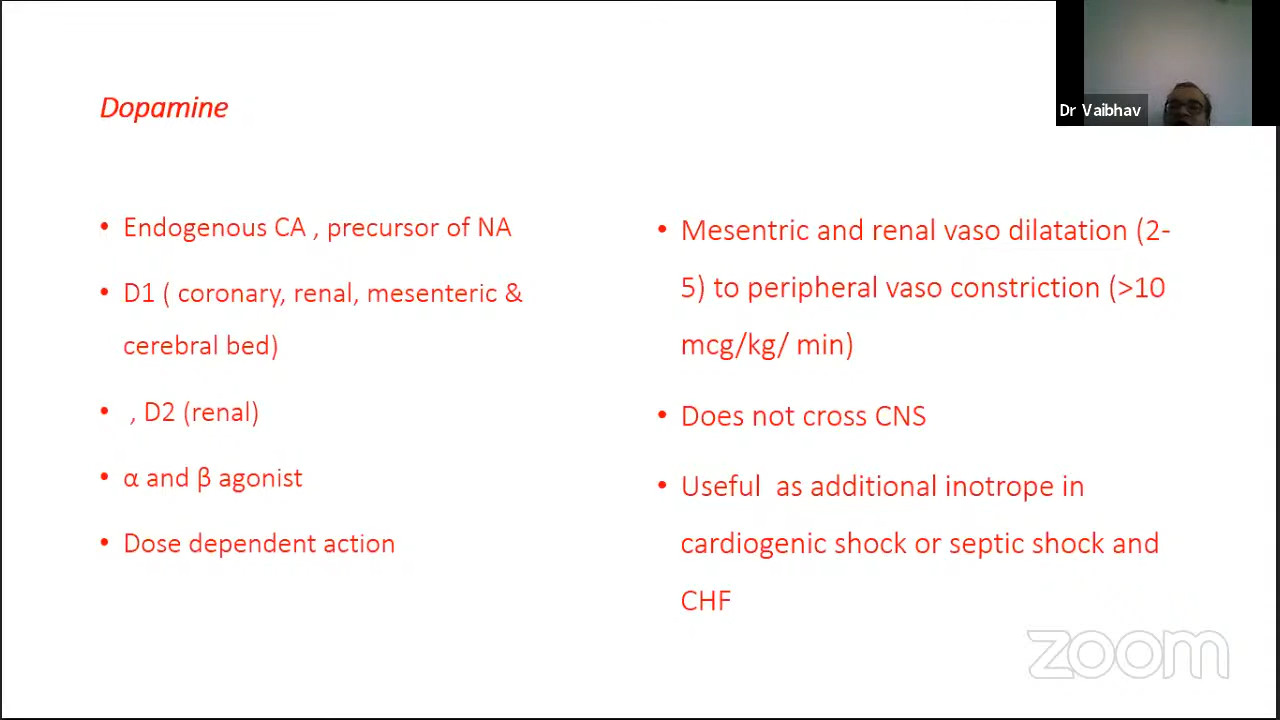 Dopamine
Dr Vaibhav
• Endogenous CA , precursor of NA
• D1 ( coronary, renal, mesenteric &
cerebral bed)
• , D2 (renal)
• α and β agonist
• Dose dependent action
• Mesentric and renal vaso dilatation (2-
5) to peripheral vaso constriction (>10
mcg/kg/ min)
• Does not cross CNS
• Useful  as additional inotrope in
cardiogenic shock or septic shock and
CHF
zoom